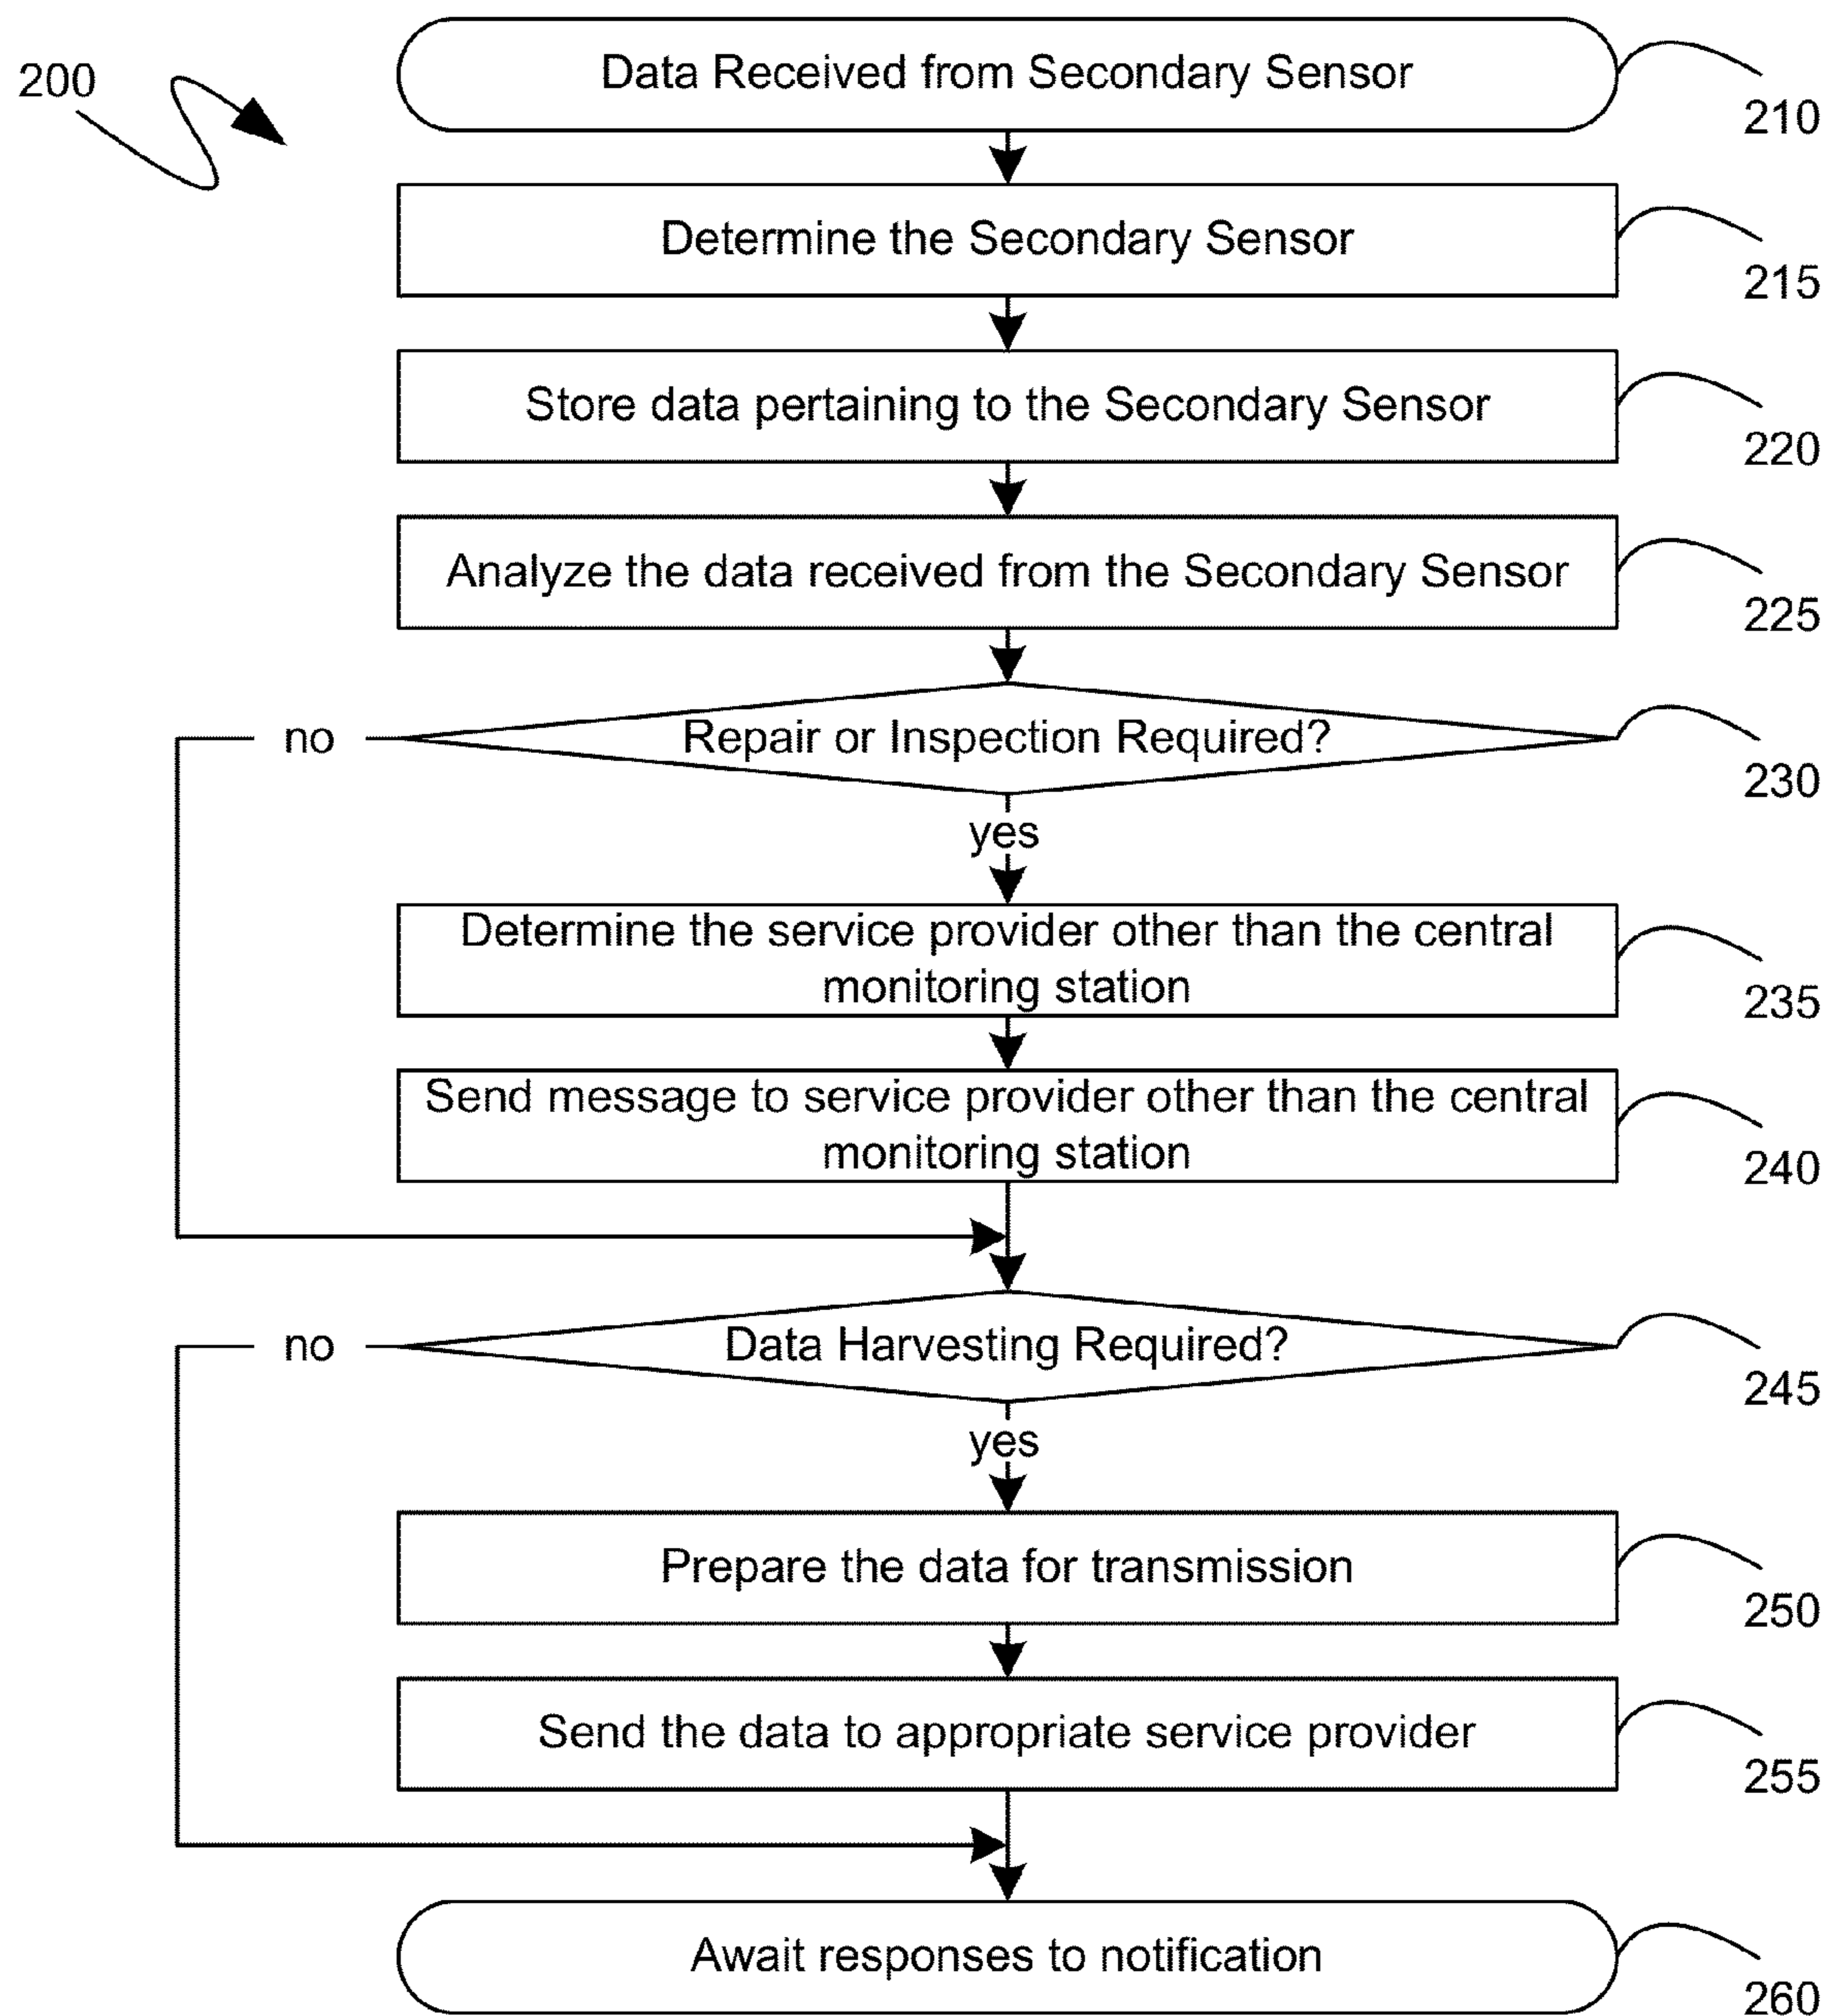 200
Data Received from Secondary Sensor
210
Determine the Secondary Sensor
215
Store data pertaining to the Secondary Sensor
220
Analyze the data received from the Secondary Sensor
225
no
Repair or Inspection Required?
230
yes
Determine the service provider other than the central
monitoring station
235
Send message to service provider other than the central
monitoring station
240
no
Data Harvesting Required?
245
yes
Prepare the data for transmission
250
Send the data to appropriate service provider
255
Await responses to notification
260